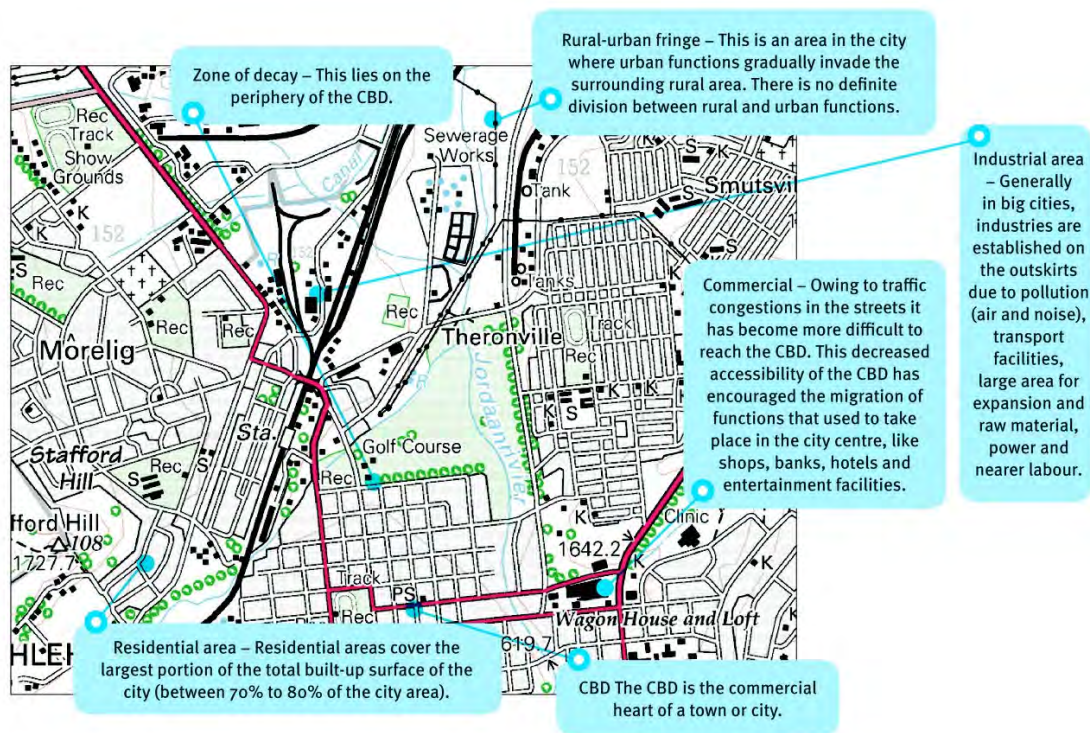 Zone of decay – This lies on the
periphery of the CBD.
Rural-urban fringe – This is an area in the city
where urban functions gradually invade the
surrounding rural area. There is no definite
division between rural and urban functions.
Industrial area
– Generally
in big cities,
industries are
established on
the outskirts
due to pollution
(air and noise),
transport
facilities,
large area for
expansion and
raw material,
power and
nearer labour.
Commercial – Owing to traffic
congestions in the streets it
has become more difficult to
reach the CBD. This decreased
accessibility of the CBD has
encouraged the migration of
functions that used to take
place in the city centre, like
shops, banks, hotels and
entertainment facilities.
Residential area – Residential areas cover the
largest portion of the total built-up surface of the
city (between 70% to 80% of the city area).
CBD The CBD is the commercial
heart of a town or city.
Rec
Track
Show
Grounds
K
K
152
S
Rec
Rec
Môrelig
Canal
152
Sewerage
Works
Tank
Tanks
152
S
K
Smutsvil
S
S
K
Rec
Theronville
Track
Rec
K
K
S
K
Jordaanrivier
Sta.
Golf Course
Rec
Stafford
Hill
Rec
S
S
fford Hill
108
1727.7
K
1642.2
Clinic
K
K
Track
PS
Rec
Wagon House and Loft
619.7
HLEH